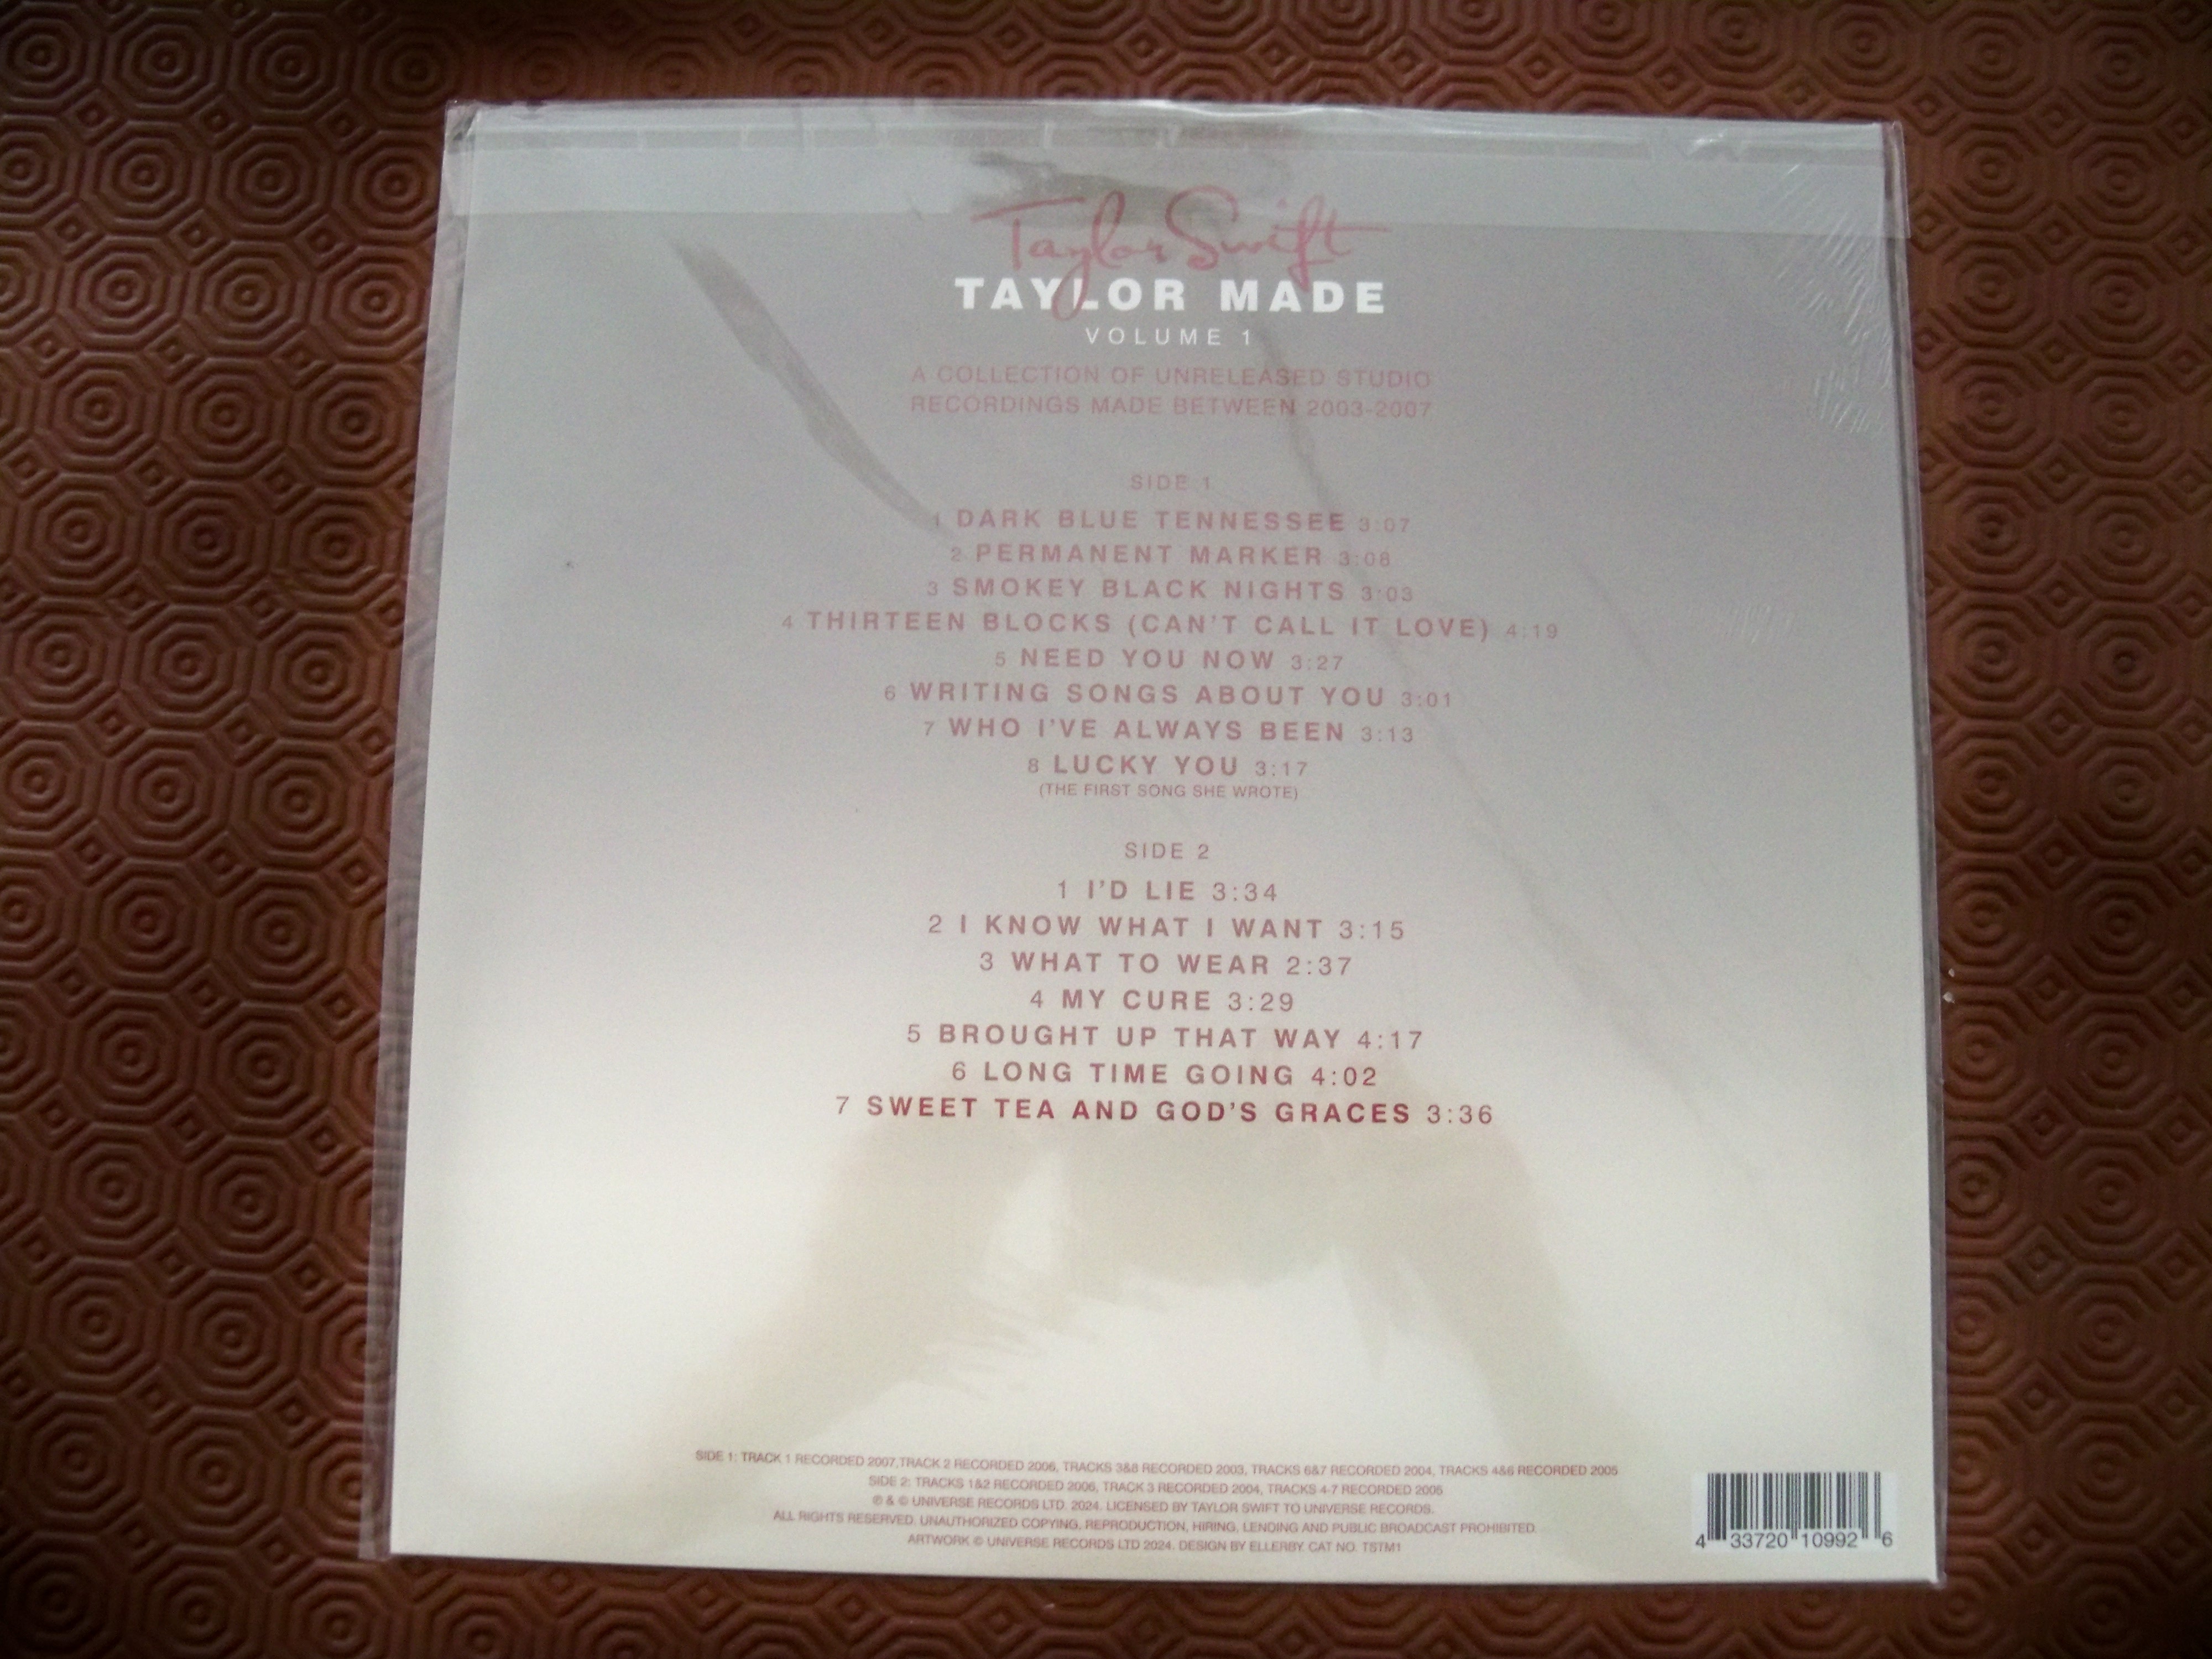 Taylor Swift
TAYLOR MADE
VOLUME 1
A COLLECTION OF UNRELEASED STUDIO
RECORDINGS MADE BETWEEN 2003-2007
SIDE 1
1 DARK BLUE TENNESSEE 3:07
2 PERMANENT MARKER 3:06
3 SMOKEY BLACK NIGHTS 3:03
4 THIRTEEN BLOCKS (CAN'T CALL IT LOVE) 4:19
5 NEED YOU NOW 3:27
6 WRITING SONGS ABOUT YOU 3:01
7 WHO I'VE ALWAYS BEEN 3:13
8 LUCKY YOU 3:17
(THE FIRST SONG SHE WROTE)
SIDE 2
1 I'D LIE 3:34
2 I KNOW WHAT I WANT 3:15
3 WHAT TO WEAR 2:37
4 MY CURE 3:29
5 BROUGHT UP THAT WAY 4:17
6 LONG TIME GOING 4:02
7 SWEET TEA AND GOD'S GRACES 3:36
SIDE 1: TRACK 1 RECORDED 2007,TRACK 2 RECORDED 2006, TRACKS 3&8 RECORDED 2003, TRACKS 6&7 RECORDED 2004, TRACKS 4&6 RECORDED 2005
SIDE 2: TRACKS 1&2 RECORDED 2006, TRACK 3 RECORDED 2004, TRACKS 4-7 RECORDED 2005
℗ & © UNIVERSE RECORDS LTD. 2024. LICENSED BY TAYLOR SWIFT TO UNIVERSE RECORDS.
ALL RIGHTS RESERVED. UNAUTHORIZED COPYING, REPRODUCTION, HIRING, LENDING AND PUBLIC BROADCAST PROHIBITED.
ARTWORK © UNIVERSE RECORDS LTD 2024. DESIGN BY ELLERBY. CAT NO. TSTM1
4 33720 10992 6